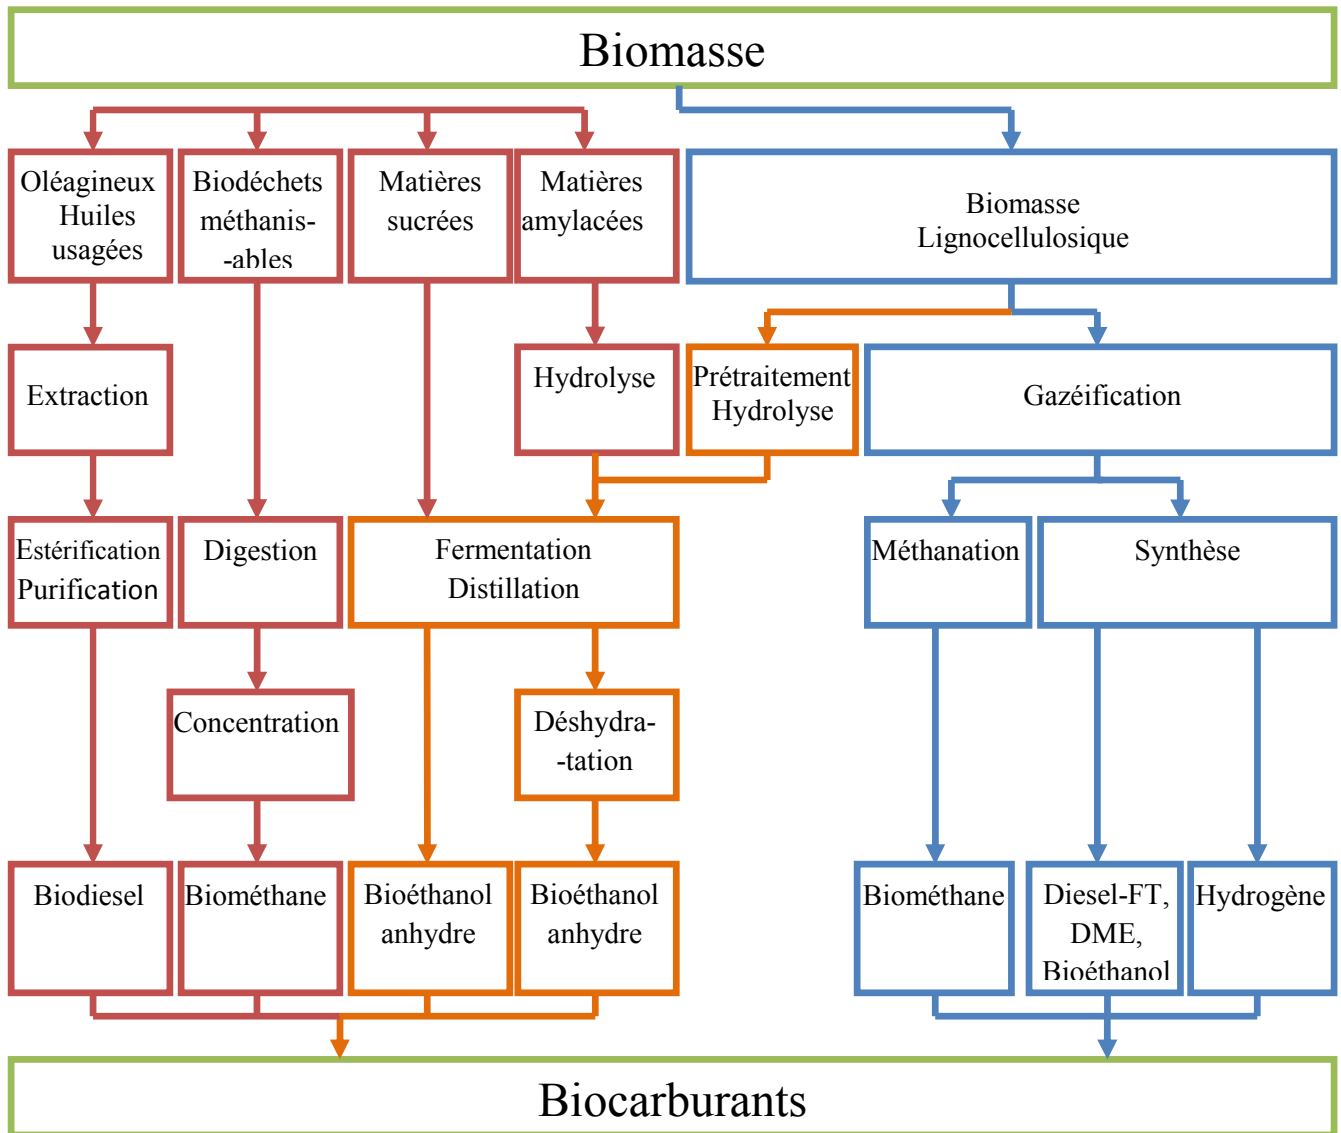 Biomasse
Oléagineux
Huiles
usagées
Biodéchets
méthanis-
-ables
Matières
sucrées
Matières
amylacées
Biomasse
Lignocellulosique
Extraction
Hydrolyse
Prétraitement
Hydrolyse
Gazéification
Estérification
Purification
Digestion
Fermentation
Distillation
Méthanation
Synthèse
Concentration
Déshydra-
-tation
Biodiesel
Biométhane
Bioéthanol
anhydre
Bioéthanol
anhydre
Biométhane
Diesel-FT,
DME,
Bioéthanol
Hydrogène
Biocarburants